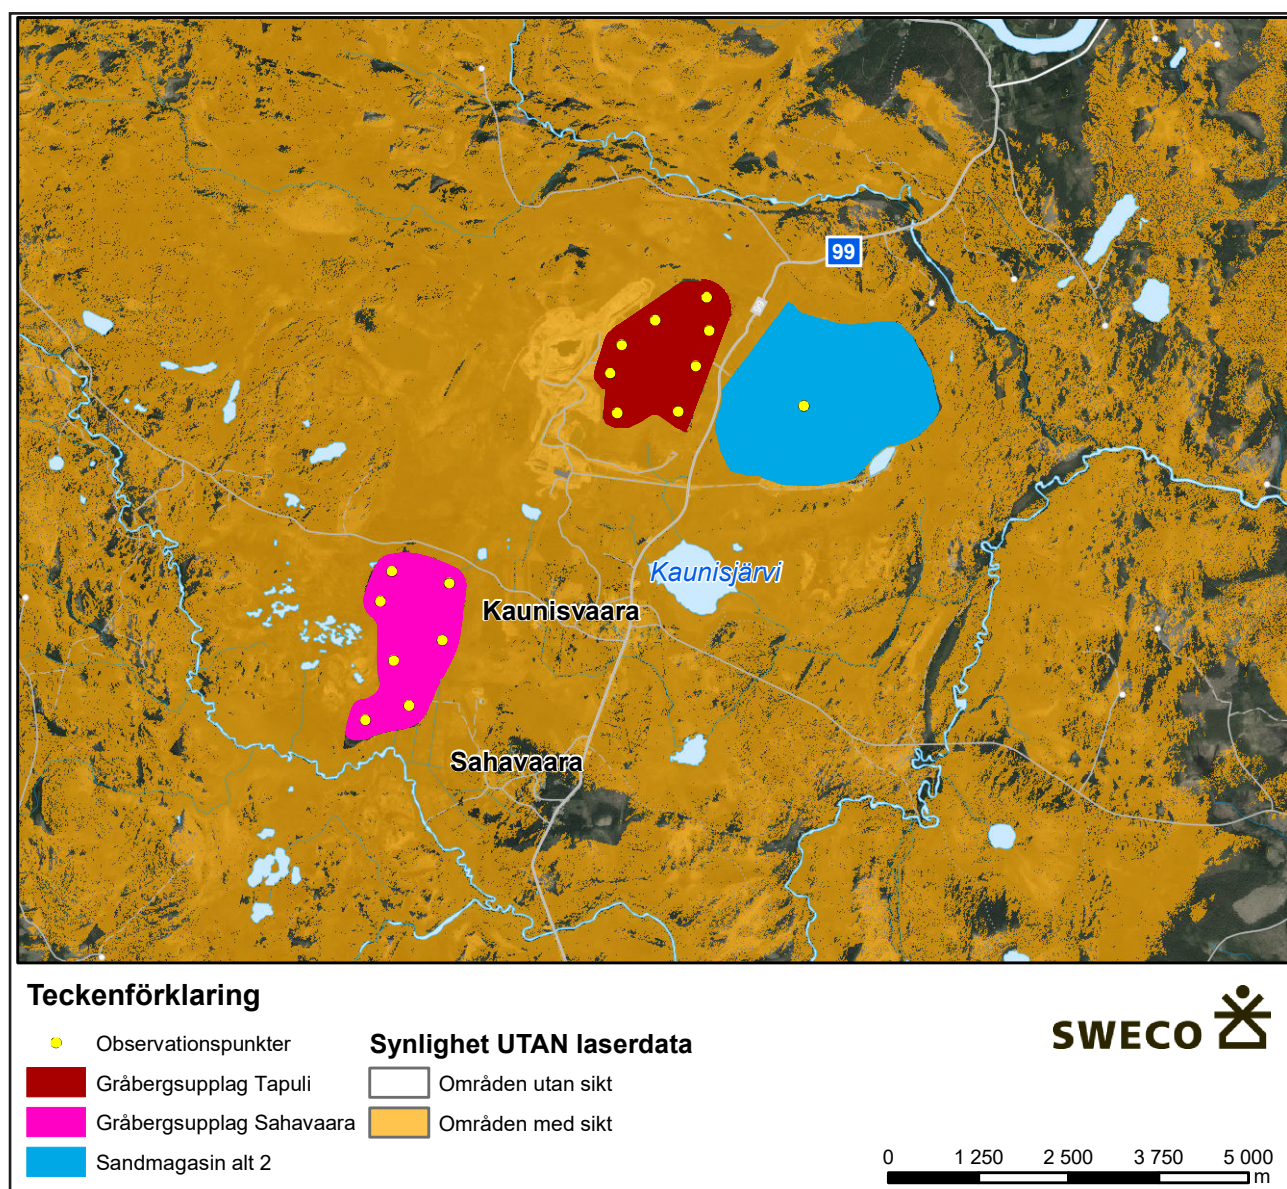 99
Kaunisjärvi
Kaunisvaara
Sahavaara
Teckenförklaring
Observationspunkter
Gråbergsupplag Tapuli
Gråbergsupplag Sahavaara
Sandmagasin alt 2
Synlighet UTAN laserdata
Områden utan sikt
Områden med sikt
SWECO
0 1 250 2 500 3 750 5 000
m